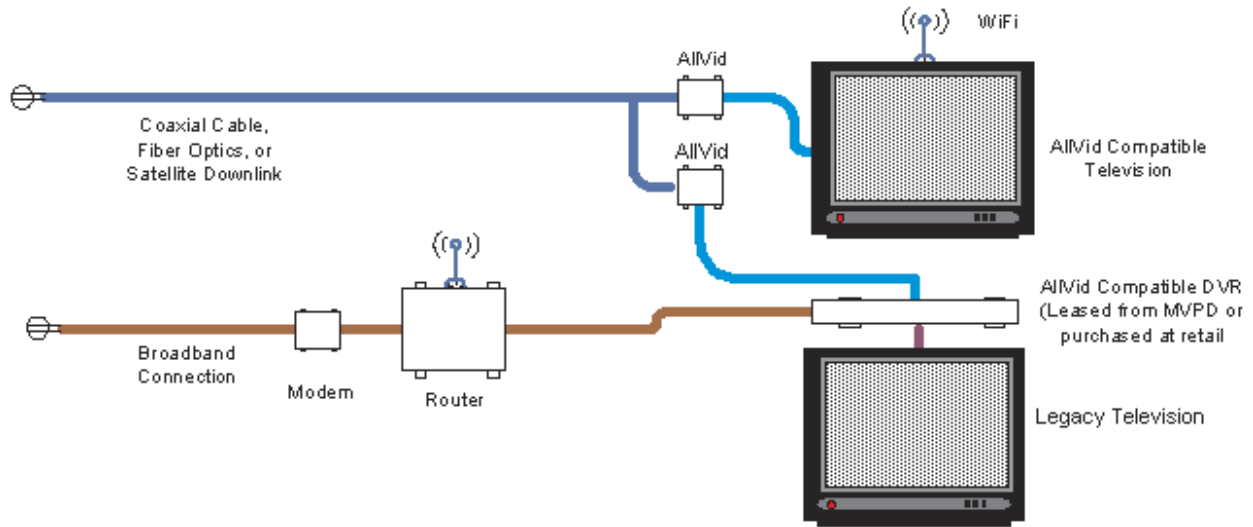 WiFi
AllVid
Coaxial Cable,
Fiber Optics, or
Satellite Downlink
AllVid
AllVid Compatible
Television
AllVid Compatible DVR
(Leased from MVPD or
purchased at retail
Broadband
Connection
Modem
Router
Legacy Television